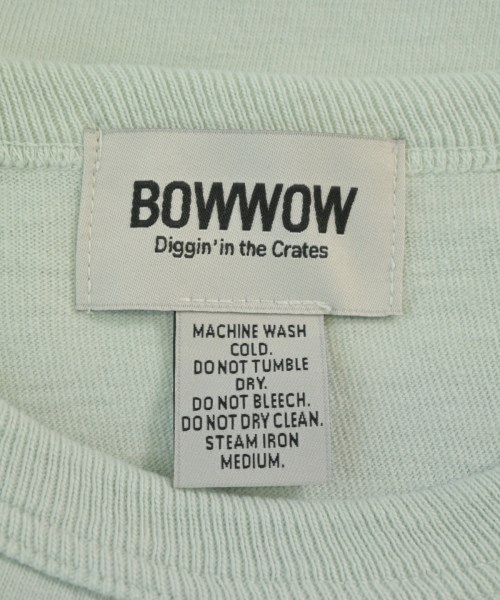 BOWWOW
Diggin' in the Crates
MACHINE WASH
COLD.
DO NOT TUMBLE
DRY.
DO NOT BLEECH.
DO NOT DRY CLEAN.
STEAM IRON
MEDIUM.